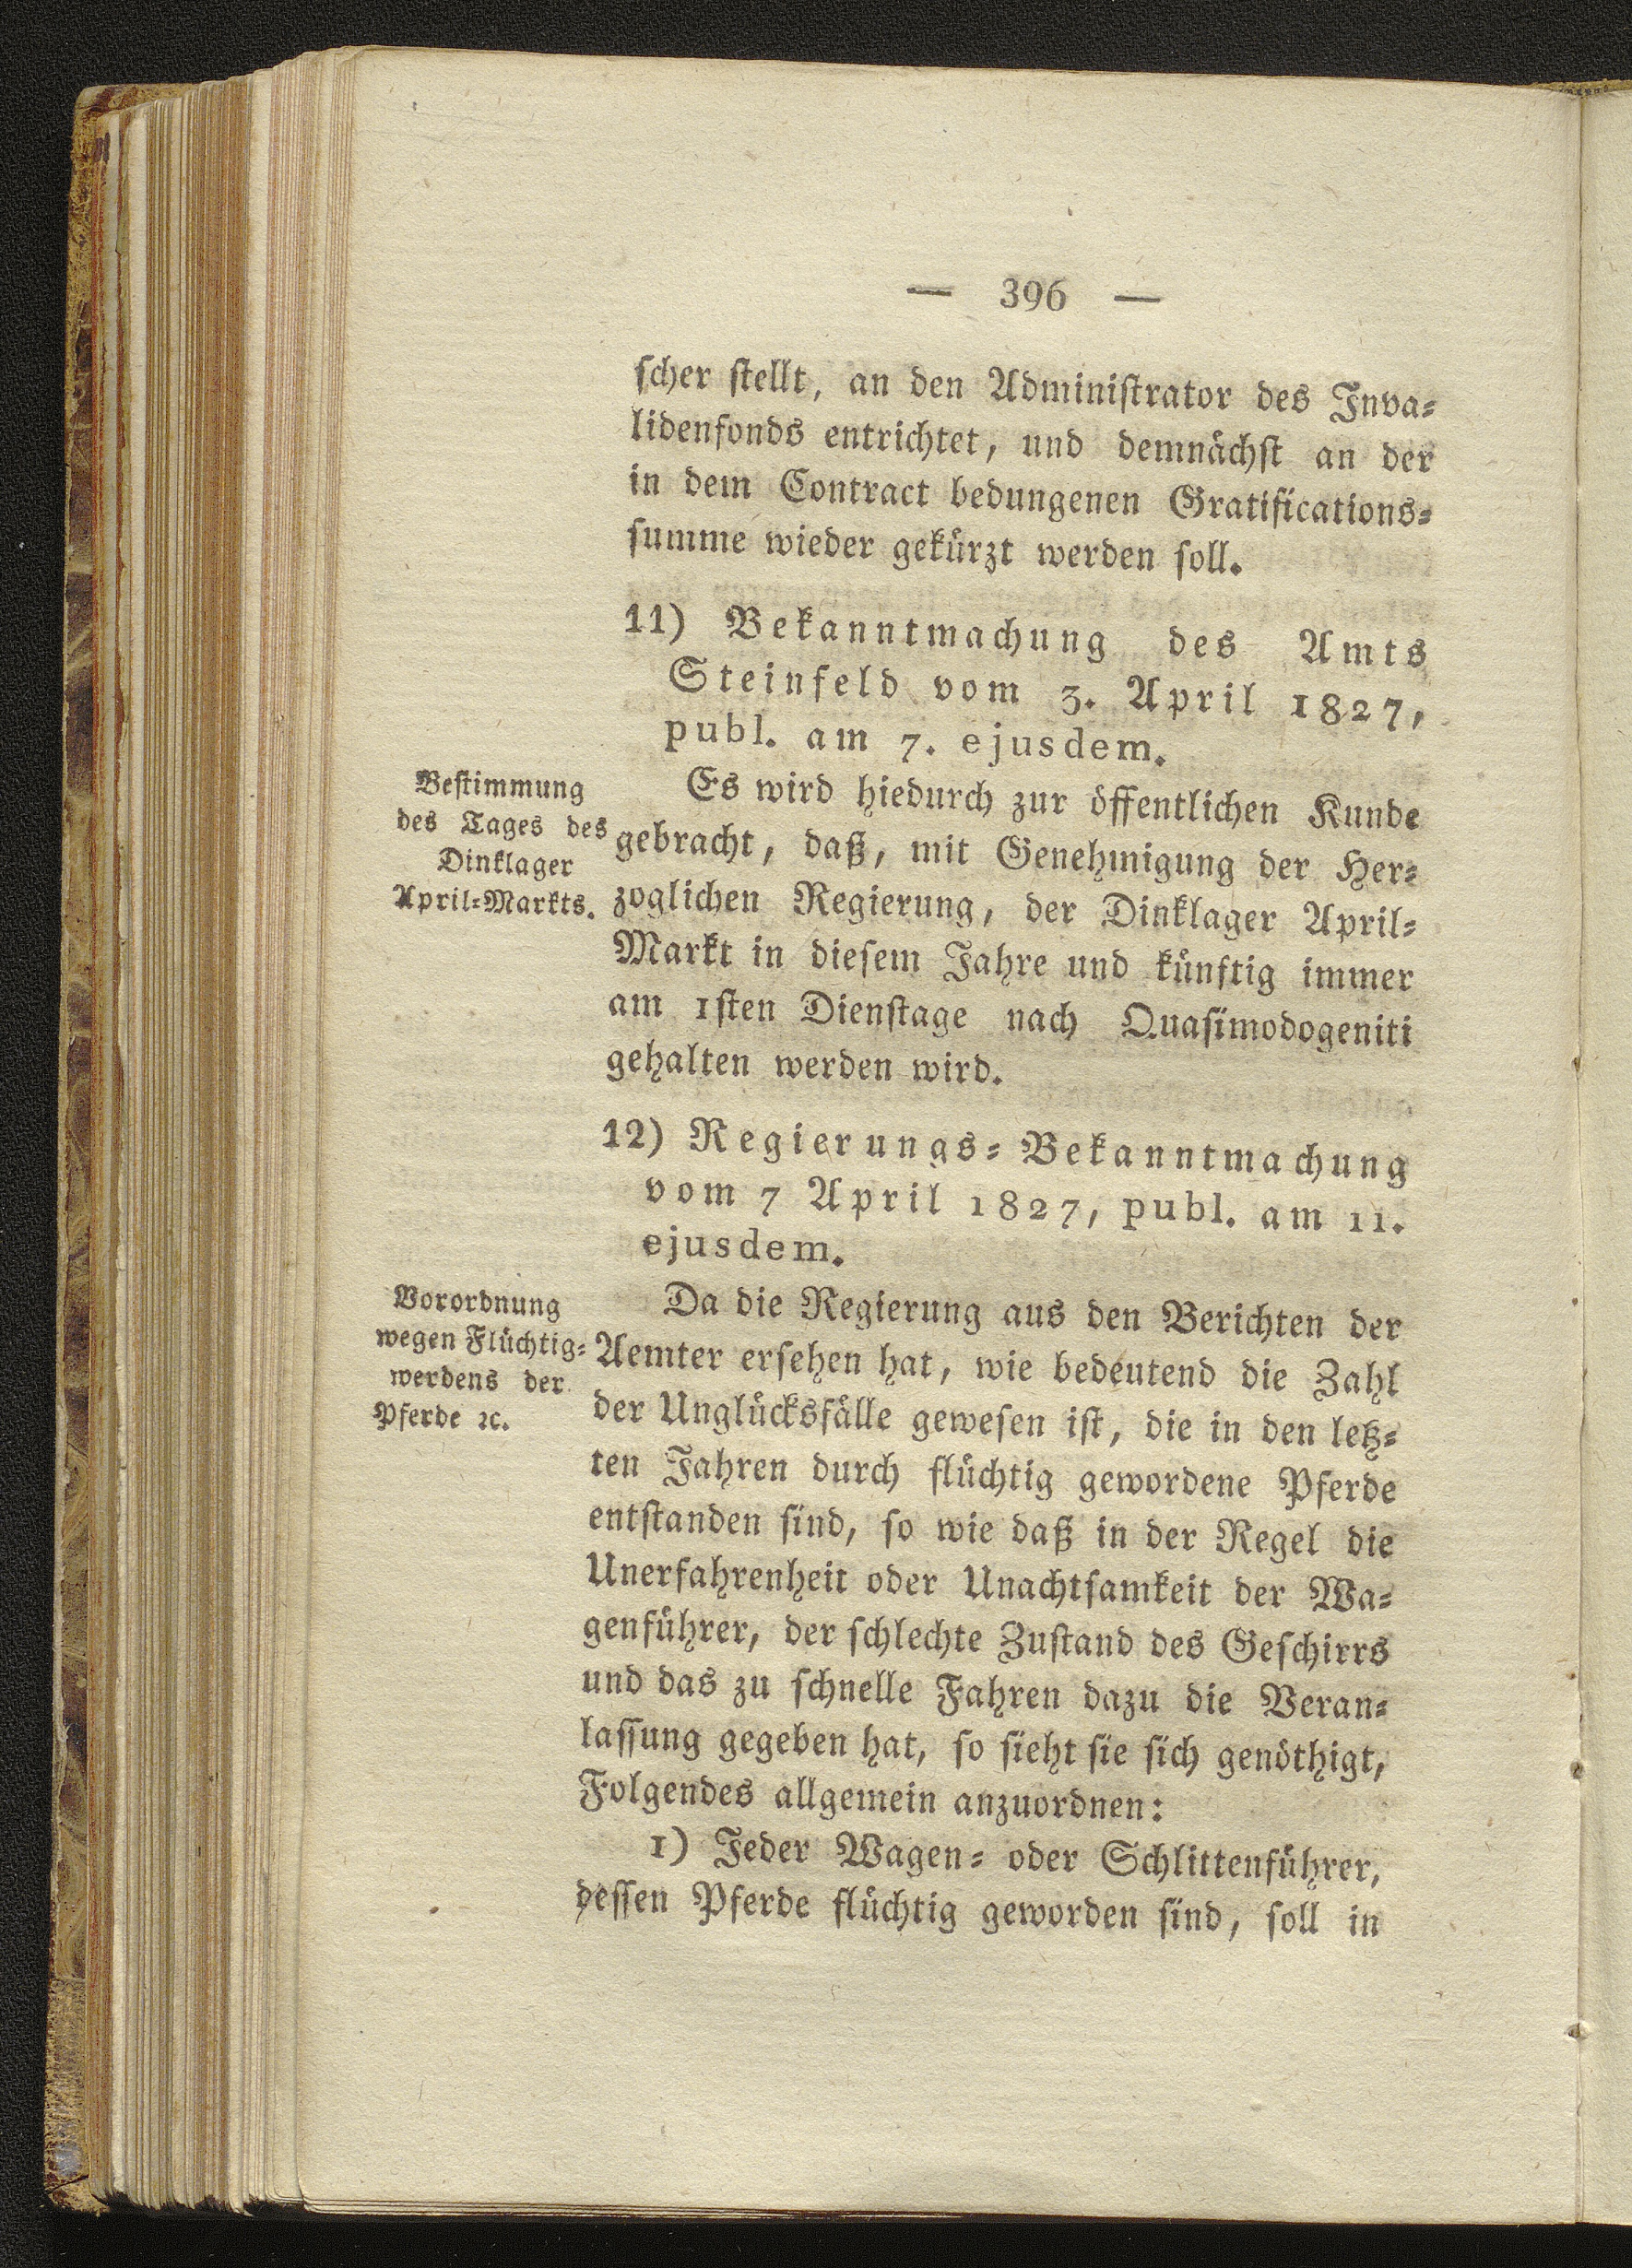 — 396 —
scher stellt, an den Administrator des Inva-
lidenfonds entrichtet, und demnächst an der
in dem Contract bedungenen Gratifications-
summe wieder gekürzt werden soll.
11) Bekanntmachung des Amts
Steinfeld vom 3. April 1827,
publ. am 7. ejusdem.
Bestimmung
des Tages des
Dinklager
April-Markts.
Es wird hiedurch zur öffentlichen Kunde
gebracht, daß, mit Genehmigung der Her-
zoglichen Regierung, der Dinklager April-
Markt in diesem Jahre und künftig immer
am 1sten Dienstage nach Quasimodogeniti
gehalten werden wird.
12) Regierungs-Bekanntmachung
vom 7 April 1827, publ. am 11.
ejusdem.
Vorordnung
wegen Flüchtig-
werdens der
Pferde ꝛc.
Da die Regierung aus den Berichten der
Aemter ersehen hat, wie bedeutend die Zahl
der Unglücksfälle gewesen ist, die in den letz-
ten Jahren durch flüchtig gewordene Pferde
entstanden sind, so wie daß in der Regel die
Unerfahrenheit oder Unachtsamkeit der Wa-
genführer, der schlechte Zustand des Geschirrs
und das zu schnelle Fahren dazu die Veran-
lassung gegeben hat, so sieht sie sich genöthigt,
Folgendes allgemein anzuordnen:
1) Jeder Wagen- oder Schlittenführer,
dessen Pferde flüchtig geworden sind, soll in